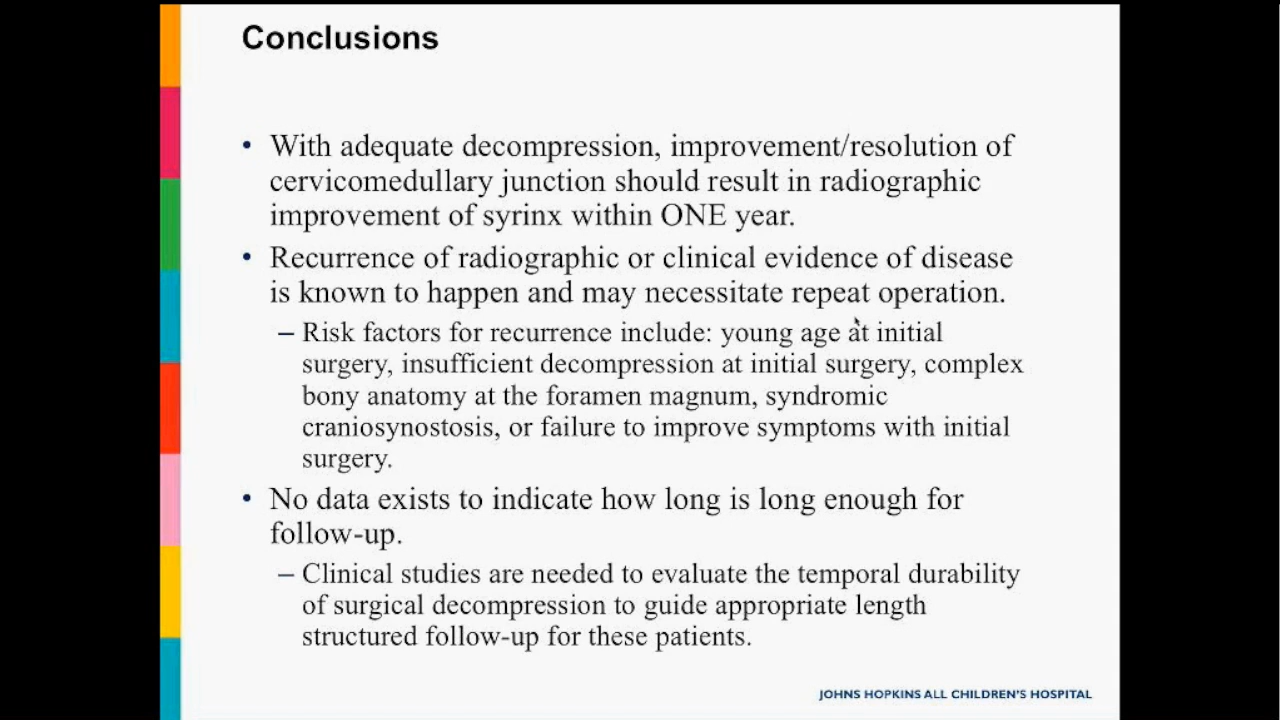 Conclusions
• With adequate decompression, improvement/resolution of
cervicomedullary junction should result in radiographic
improvement of syrinx within ONE year.
• Recurrence of radiographic or clinical evidence of disease
is known to happen and may necessitate repeat operation.
– Risk factors for recurrence include: young age at initial
surgery, insufficient decompression at initial surgery, complex
bony anatomy at the foramen magnum, syndromic
craniosynostosis, or failure to improve symptoms with initial
surgery.
• No data exists to indicate how long is long enough for
follow-up.
– Clinical studies are needed to evaluate the temporal durability
of surgical decompression to guide appropriate length
structured follow-up for these patients.
JOHNS HOPKINS ALL CHILDREN'S HOSPITAL